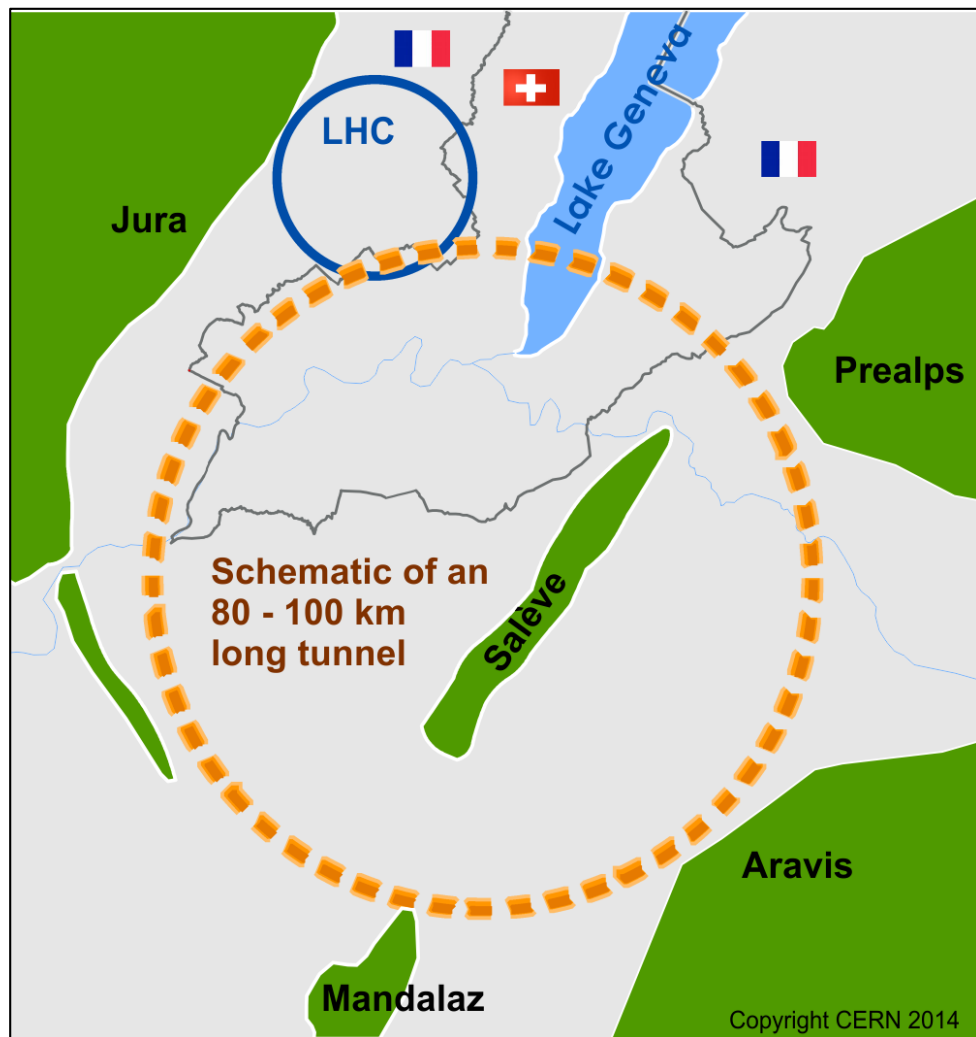 LHC
Lake Geneva
Jura
Prealps
Schematic of an
80 - 100 km
long tunnel
Salève
Aravis
Mandalaz
Copyright CERN 2014